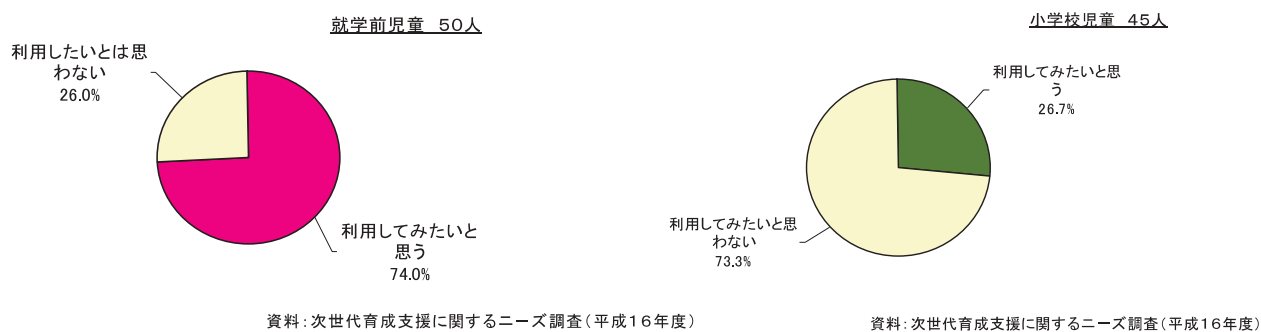 就学前児童 50人
利用したいとは思
わない
26.0%
利用してみたいと
思う
74.0%
資料:次世代育成支援に関するニーズ調査(平成16年度)
小学校児童 45人
利用してみたいと思
う
26.7%
利用してみたいと思
わない
73.3%
資料:次世代育成支援に関するニーズ調査(平成16年度)